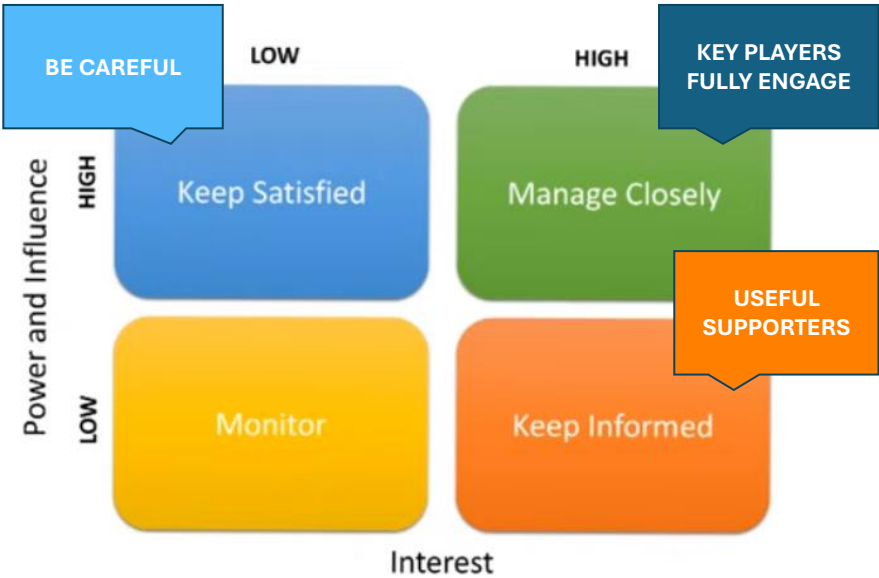 BE CAREFUL
LOW
HIGH
KEY PLAYERS
FULLY ENGAGE
Power and Influence
HIGH
Keep Satisfied
Manage Closely
USEFUL
SUPPORTERS
LOW
Monitor
Keep Informed
Interest